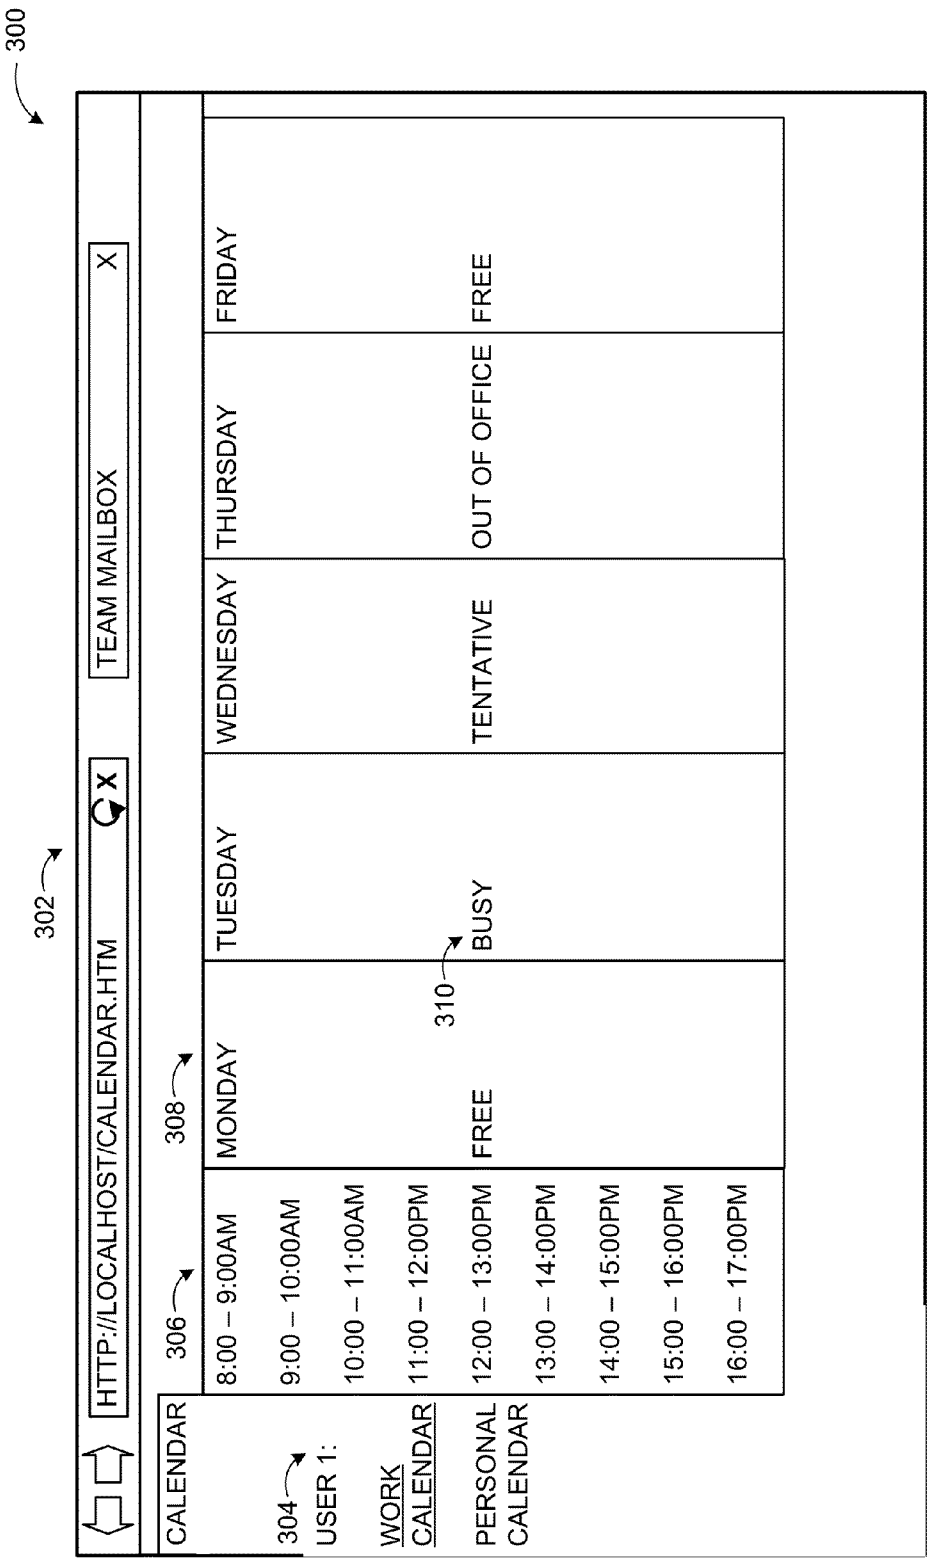 300
302
HTTP://LOCALHOST/CALENDAR.HTM X
TEAM MAILBOX X
CALENDAR
306
308
MONDAY TUESDAY WEDNESDAY THURSDAY FRIDAY
8:00 – 9:00AM
304
9:00 – 10:00AM
USER 1:
10:00 – 11:00AM
WORK
CALENDAR
11:00 – 12:00PM
310
PERSONAL
CALENDAR
12:00 – 13:00PM FREE BUSY TENTATIVE OUT OF OFFICE FREE
13:00 – 14:00PM
14:00 – 15:00PM
15:00 – 16:00PM
16:00 – 17:00PM